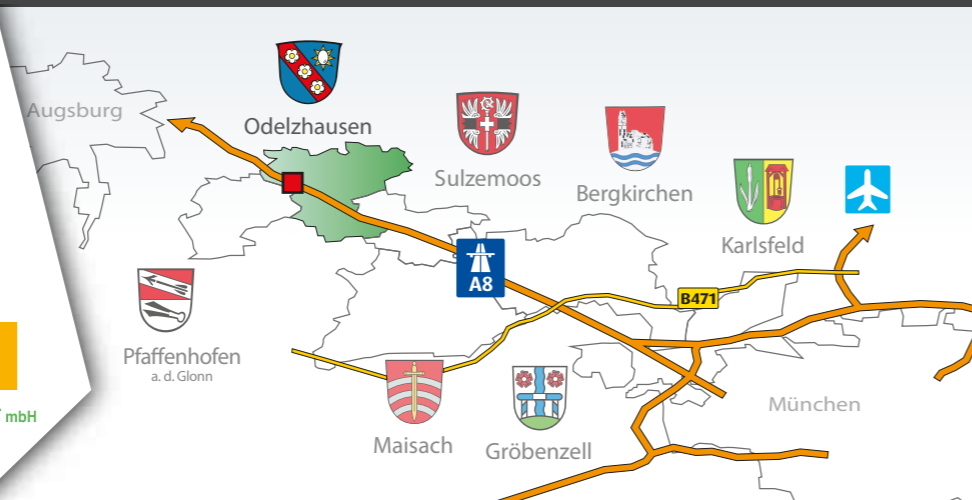 Augsburg
Odelzhausen
Sulzemoos
Bergkirchen
Karlsfeld
A8
B471
Pfaffenhofen
a. d. Glonn
Maisach
Gröbenzell
München
mbH